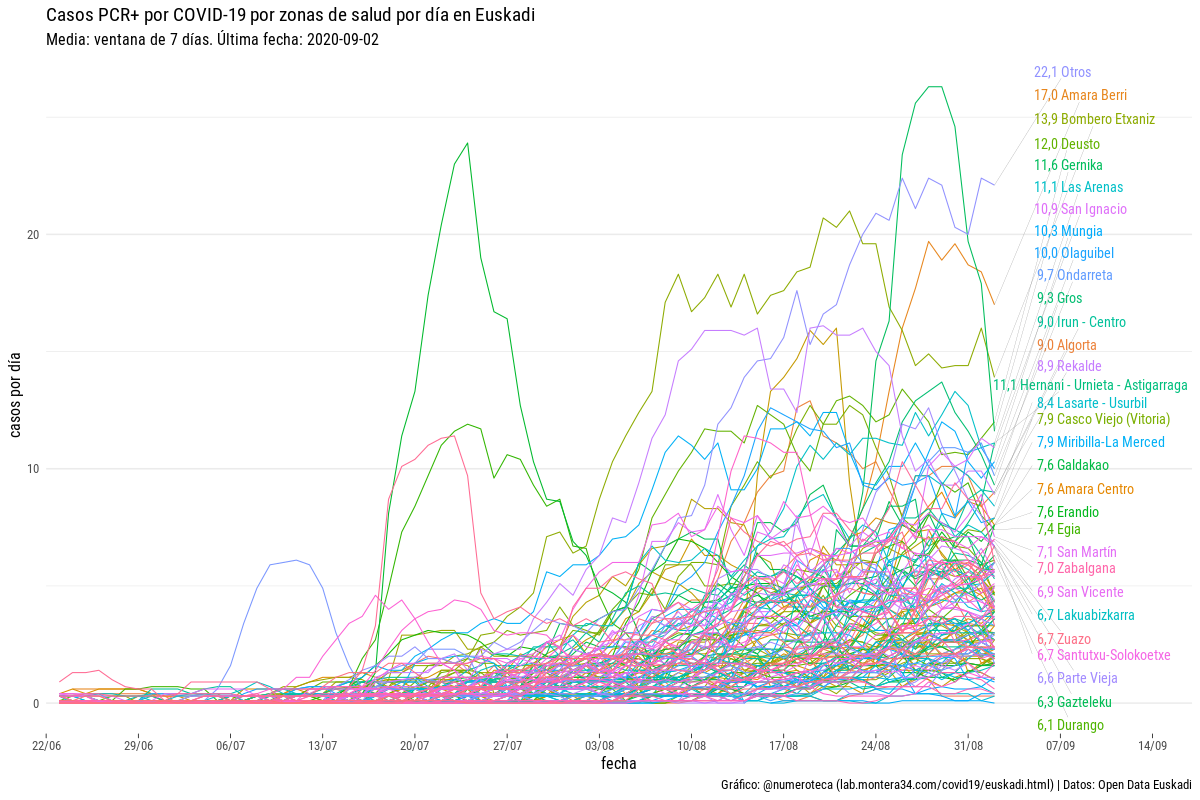 Casos PCR+ por COVID-19 por zonas de salud por día en Euskadi
Media: ventana de 7 días. Última fecha: 2020-09-02
casos por día
20
10
0
22,1 Otros
17,0 Amara Berri
13,9 Bombero Etxaniz
12,0 Deusto
11,6 Gernika
11,1 Las Arenas
10,9 San Ignacio
10,3 Mungia
10,0 Olaguibel
9,7 Ondarreta
9,3 Gros
9,0 Irun - Centro
9,0 Algorta
8,9 Rekalde
11,1 Hernani - Urnieta - Astigarraga
8,4 Lasarte - Usurbil
7,9 Casco Viejo (Vitoria)
7,9 Miribilla-La Merced
7,6 Galdakao
7,6 Amara Centro
7,6 Erandio
7,4 Egia
7,1 San Martín
7,0 Zabalgana
6,9 San Vicente
6,7 Lakuabizkarra
6,7 Zuazo
6,7 Santutxu-Solokoetxe
6,6 Parte Vieja
6,3 Gazteleku
6,1 Durango
22/06 29/06 06/07 13/07 20/07 27/07 03/08 10/08 17/08 24/08 31/08 07/09 14/09
fecha
Gráfico: @numeroteca (lab.montera34.com/covid19/euskadi.html) | Datos: Open Data Euskadi